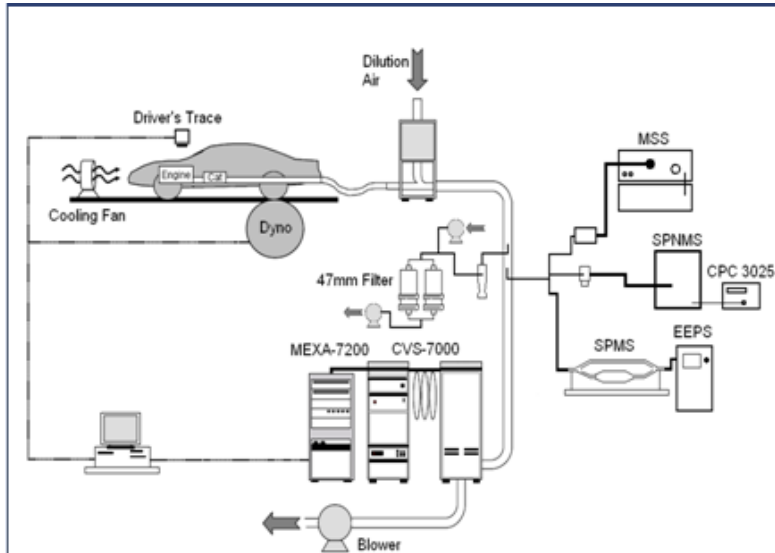 Dilution
Air
Driver's Trace
MSS
Engine
Cat
Cooling Fan
Dyno
SPNMS
CPC 3025
47mm Filter
EEPS
MEXA-7200
CVS-7000
SPMS
Blower